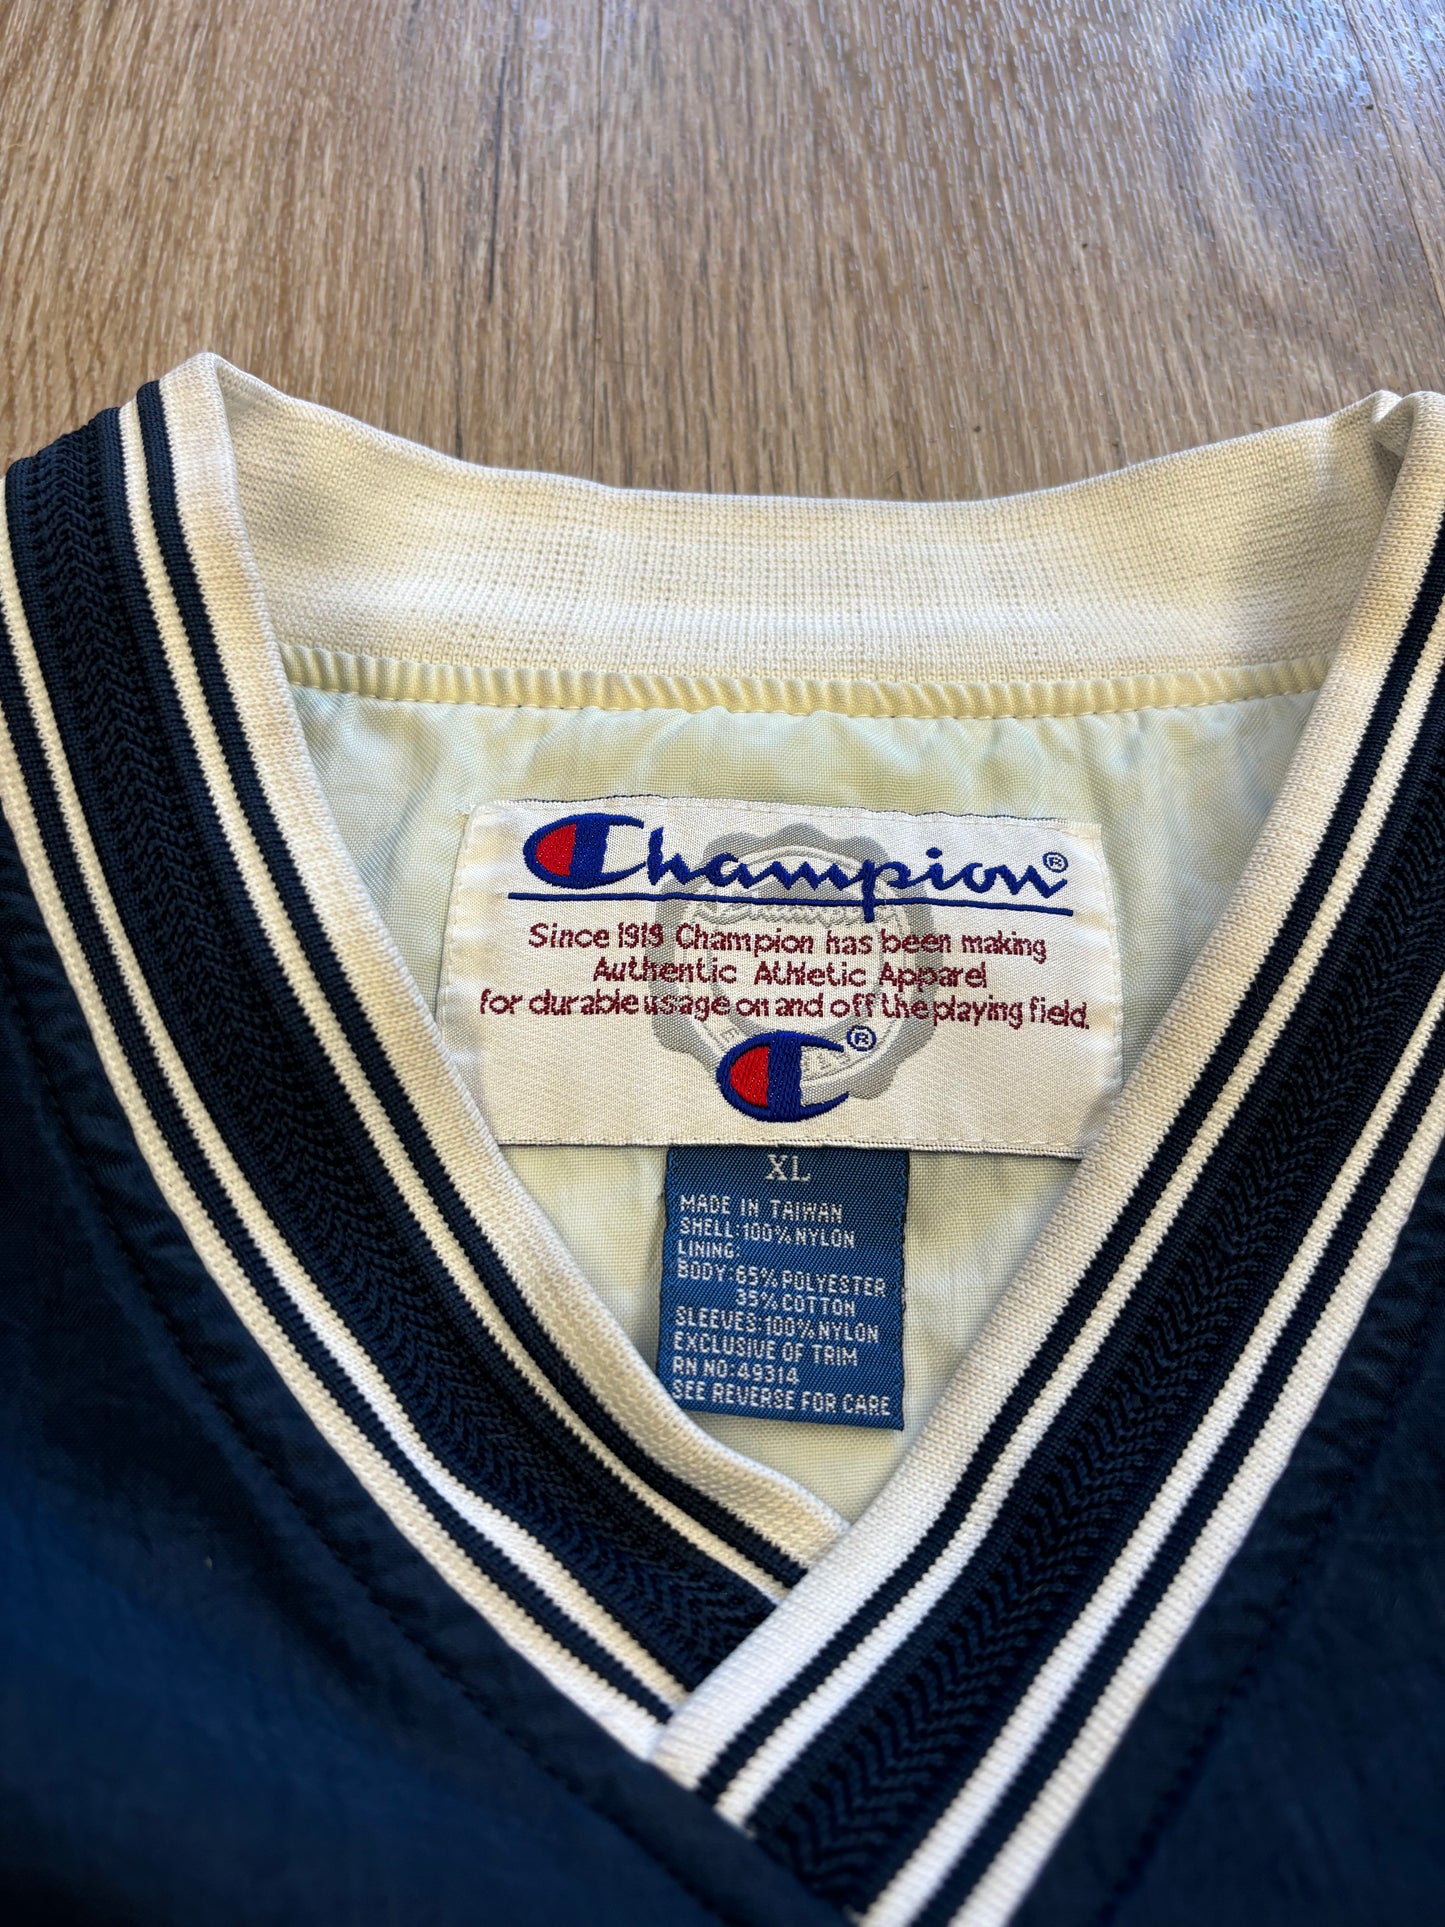 Champion®
Since 1919 Champion has been making
Authentic Athletic Apparel
for durable usage on and off the playing field.
®
XL
MADE IN TAIWAN
SHELL:100%NYLON
LINING:
BODY:65%POLYESTER
35%COTTON
SLEEVES:100%NYLON
EXCLUSIVE OF TRIM
RN NO:49314
SEE REVERSE FOR CARE